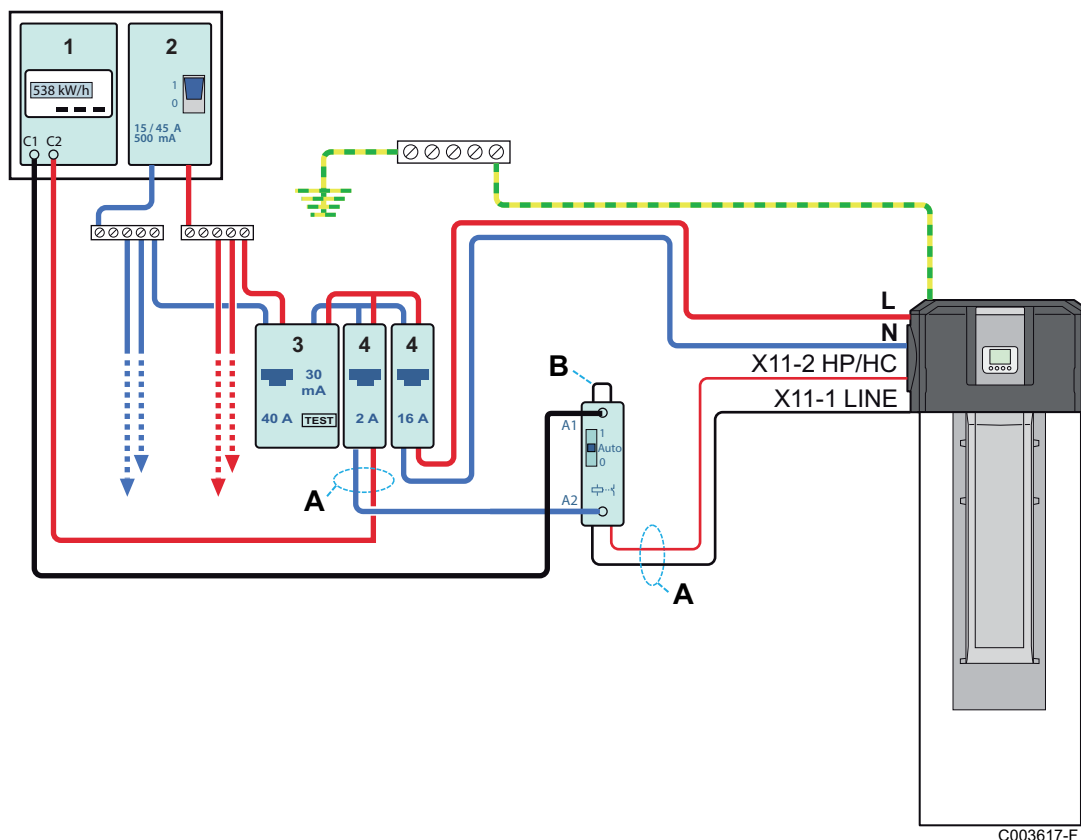 1
2
538 kW/h
1
0
15 / 45 A
500 mA
C1 C2
L
N
X11-2 HP/HC
X11-1 LINE
3
4
4
30
mA
40 A
TEST
2 A
16 A
B
A1
1
Auto
0
A2
A
A
C003617-F